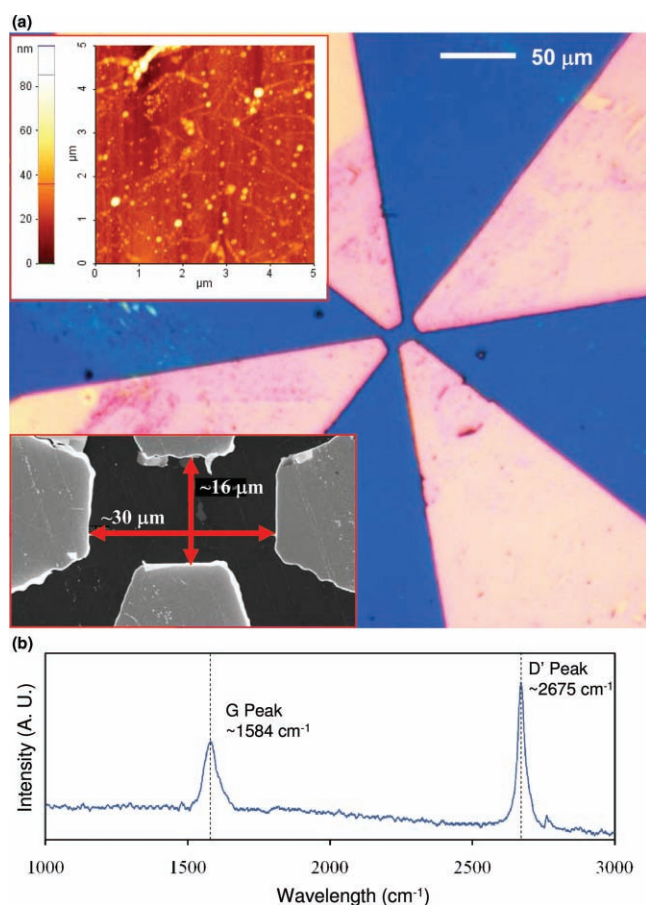 (a)
nm
80
60
40
20
0
5
4
3
2
1
0
μm
0 1 2 3 4 5
μm
50 μm
~16 μm
~30 μm
(b)
Intensity (A. U.)
G Peak
~1584 cm-1
D' Peak
~2675 cm-1
1000 1500 2000 2500 3000
Wavelength (cm-1)